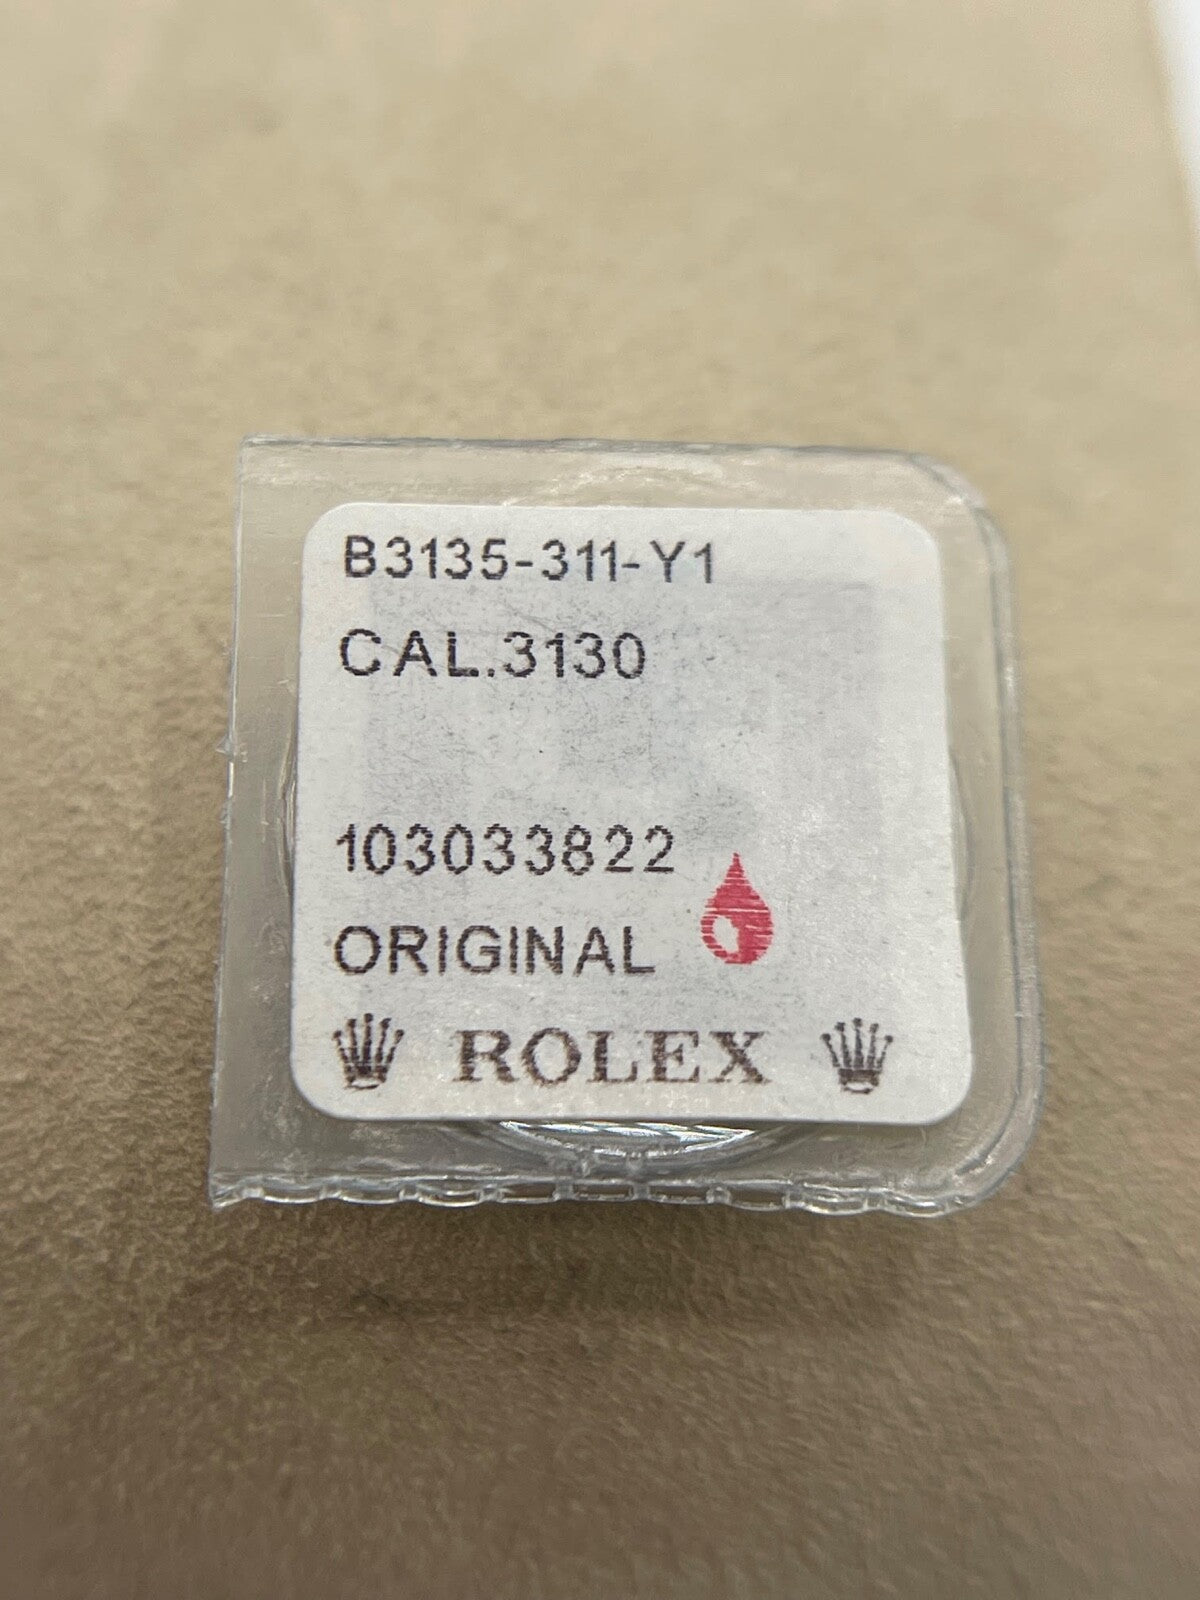 B3135-311-Y1
CAL.3130
103033822
ORIGINAL
ROLEX